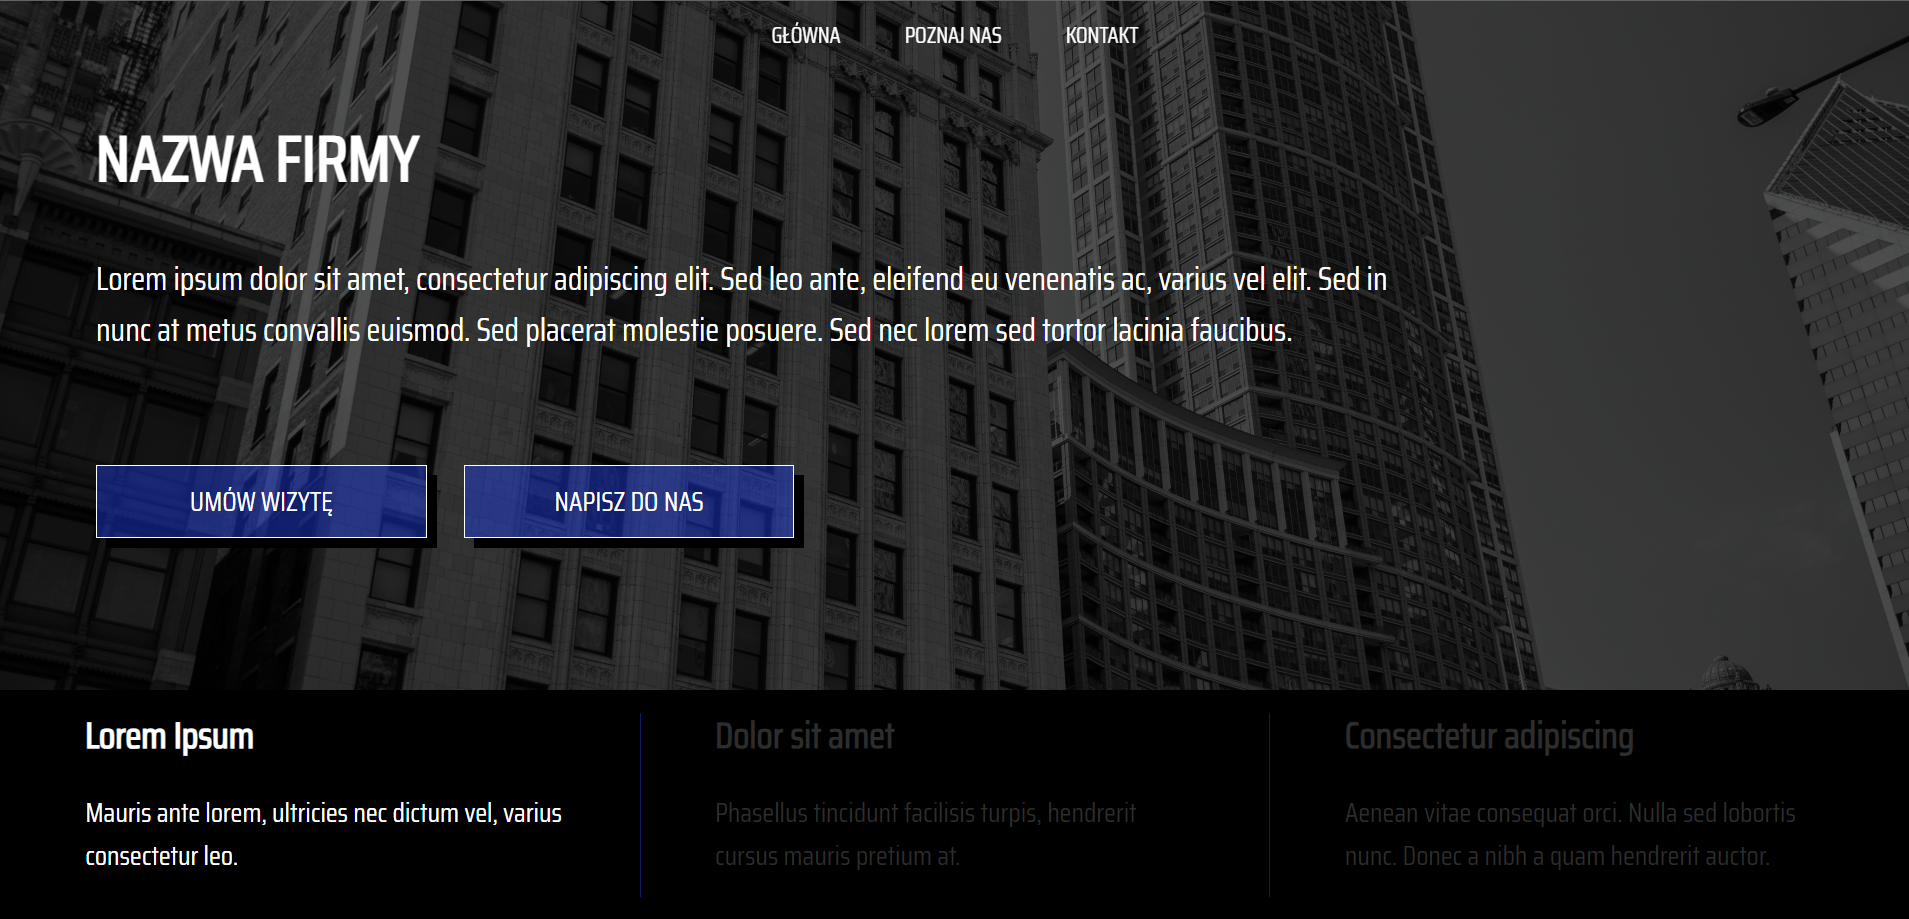 GŁÓWNA POZNAJ NAS KONTAKT
NAZWA FIRMY
Lorem ipsum dolor sit amet, consectetur adipiscing elit. Sed leo ante, eleifend eu venenatis ac, varius vel elit. Sed in
nunc at metus convallis euismod. Sed placerat molestie posuere. Sed nec lorem sed tortor lacinia faucibus.
UMÓW WIZYTĘ
NAPISZ DO NAS
Lorem Ipsum
Mauris ante lorem, ultricies nec dictum vel, varius
consectetur leo.
Dolor sit amet
Phasellus tincidunt facilisis turpis, hendrerit
cursus mauris pretium at.
Consectetur adipiscing
Aenean vitae consequat orci. Nulla sed lobortis
nunc. Donec a nibh a quam hendrerit auctor.